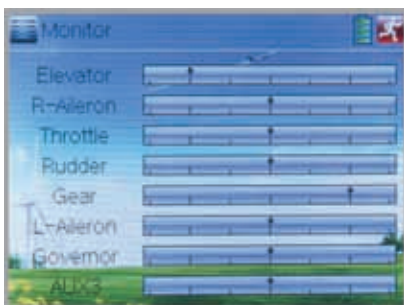 Monitor
Elevator
R-Aileron
Throttle
Rudder
Gear
L-Aileron
Governor
AUX3